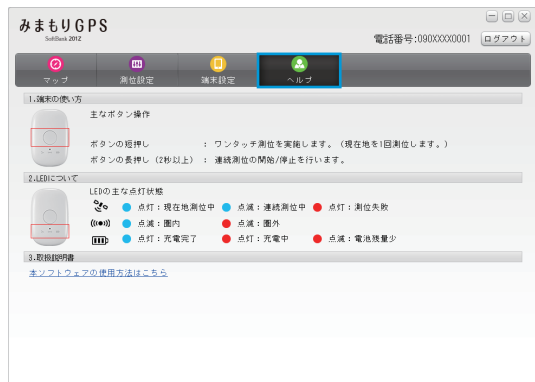 みまもりGPS
SoftBank 2012
電話番号:090XXXX0001 ログアウト
マップ 測位設定 端末設定 ヘルプ
1.端末の使い方
主なボタン操作
ボタンの短押し : ワンタッチ測位を実施します。(現在地を1回測位します。)
ボタンの長押し(2秒以上) : 連続測位の開始/停止を行います。
2.LEDについて
LEDの主な点灯状態
点灯:現在地測位中 点滅:連続測位中 点灯:測位失敗
点滅:圏内 点滅:圏外
点灯:充電完了 点灯:充電中 点滅:電池残量少
3.取扱説明書
本ソフトウェアの使用方法はこちら